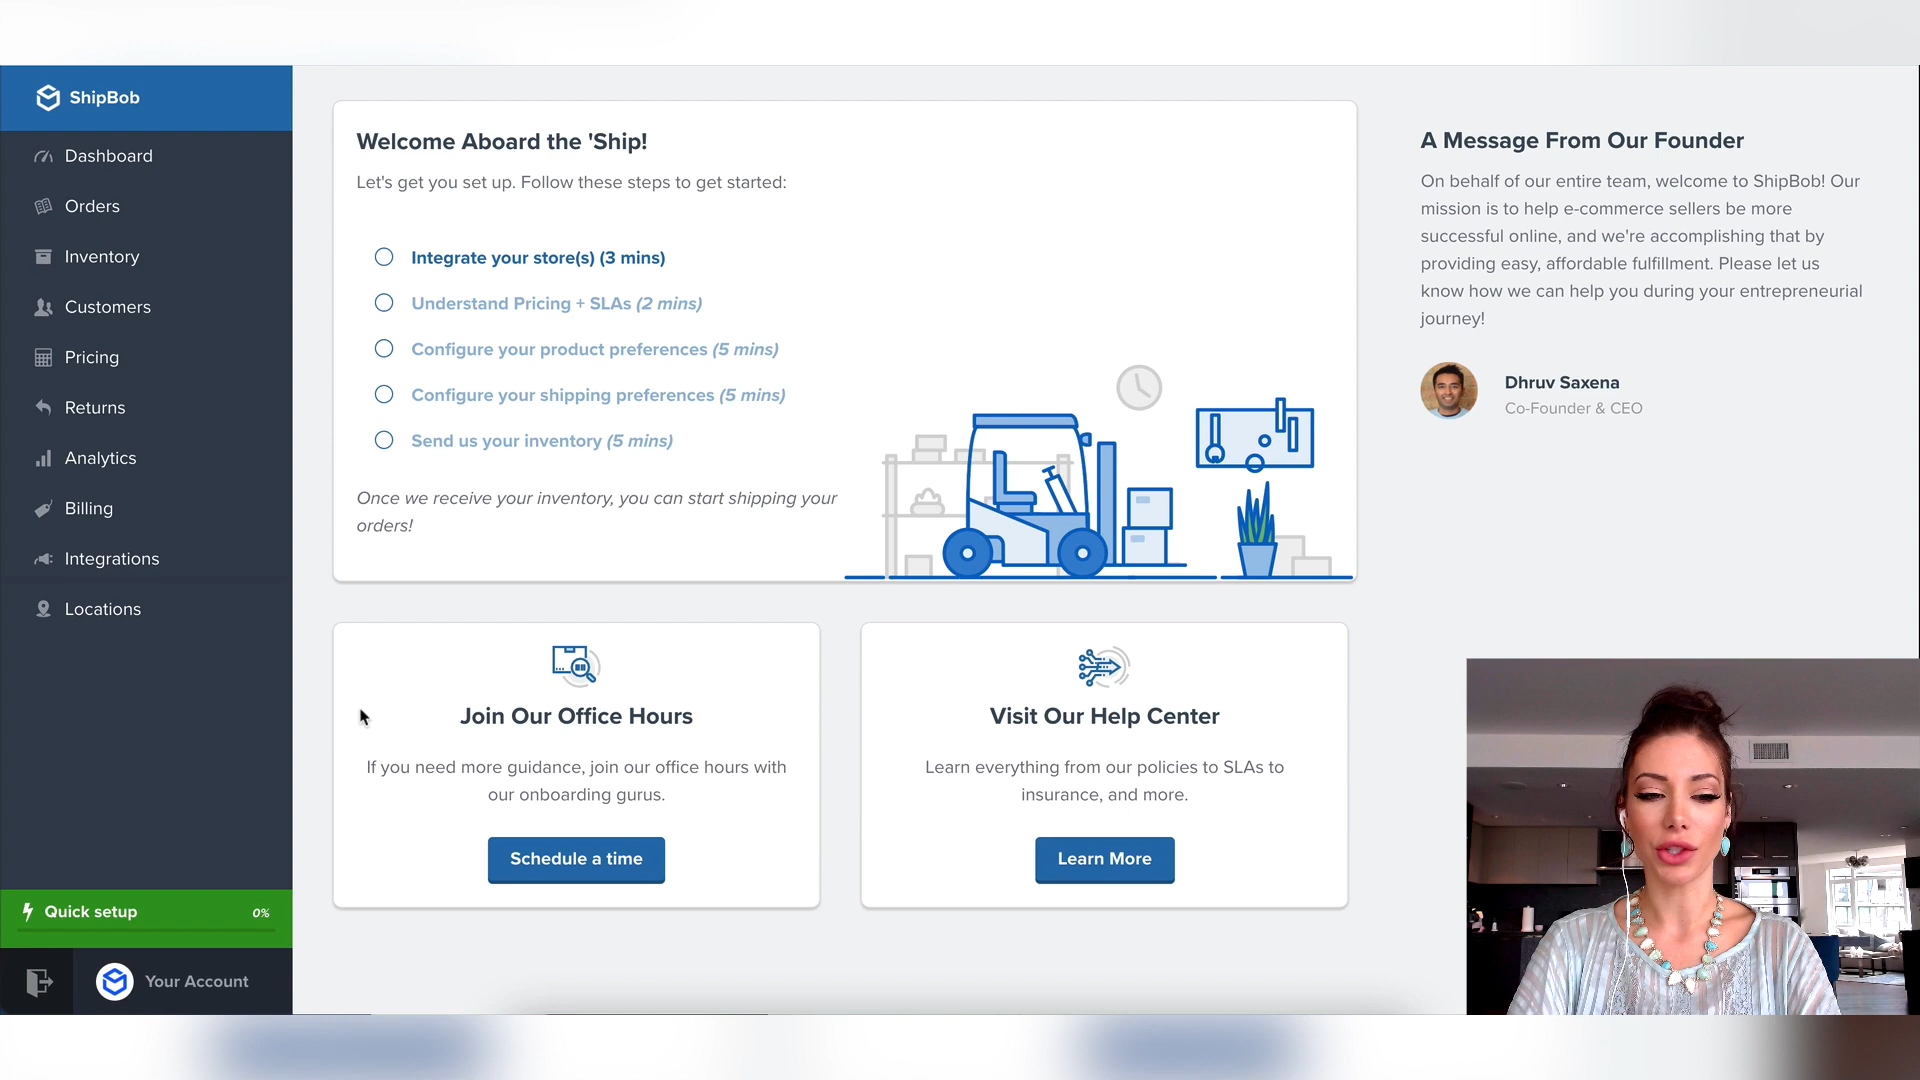 ShipBob
Dashboard
Orders
Inventory
Customers
Pricing
Returns
Analytics
Billing
Integrations
Locations
Quick setup 0%
Your Account
Welcome Aboard the 'Ship!
Let's get you set up. Follow these steps to get started:
Integrate your store(s) (3 mins)
Understand Pricing + SLAs (2 mins)
Configure your product preferences (5 mins)
Configure your shipping preferences (5 mins)
Send us your inventory (5 mins)
Once we receive your inventory, you can start shipping your
orders!
Join Our Office Hours
If you need more guidance, join our office hours with
our onboarding gurus.
Schedule a time
Visit Our Help Center
Learn everything from our policies to SLAs to
insurance, and more.
Learn More
A Message From Our Founder
On behalf of our entire team, welcome to ShipBob! Our
mission is to help e-commerce sellers be more
successful online, and we're accomplishing that by
providing easy, affordable fulfillment. Please let us
know how we can help you during your entrepreneurial
journey!
Dhruv Saxena
Co-Founder & CEO